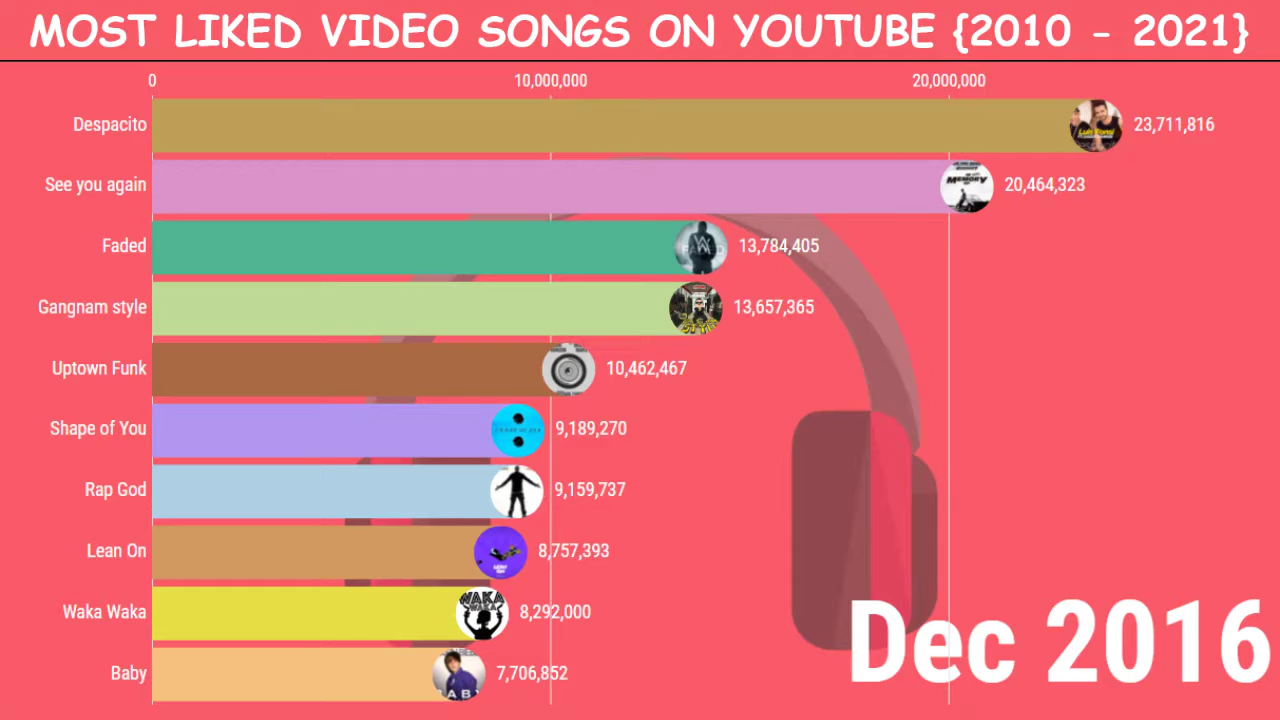 MOST LIKED VIDEO SONGS ON YOUTUBE {2010 - 2021}
0 10,000,000 20,000,000
Despacito 23,711,816
See you again 20,464,323
Faded 13,784,405
Gangnam style 13,657,365
Uptown Funk 10,462,467
Shape of You 9,189,270
Rap God 9,159,737
Lean On 8,757,393
Waka Waka 8,292,000
Baby 7,706,852
Dec 2016